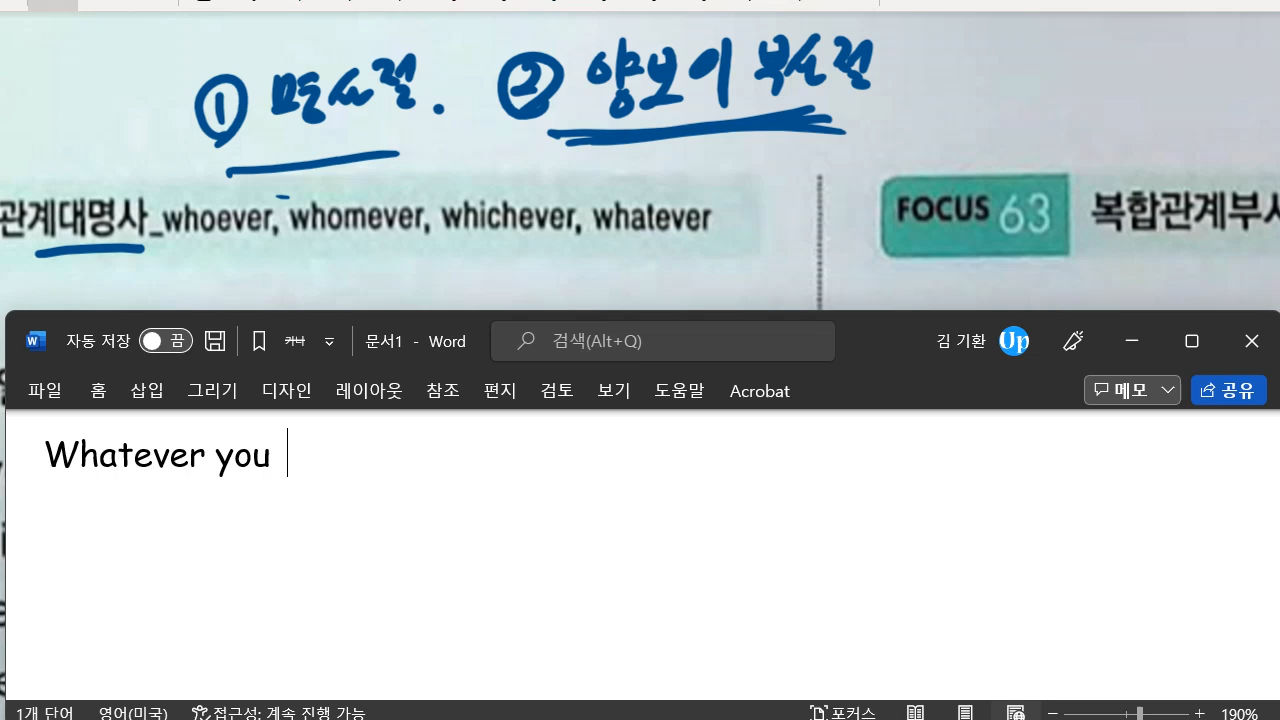 ① 명사절. ② 양보의 부사절
관계대명사_whoever, whomever, whichever, whatever
FOCUS 63 복합관계부사
자동 저장 끔 가나 문서1 - Word 검색(Alt+Q) 김 기환 Up
파일 홈 삽입 그리기 디자인 레이아웃 참조 편지 검토 보기 도움말 Acrobat 메모 공유
Whatever you
1개 단어 영어(미국) 접근성: 계속 진행 가능 포커스 190%